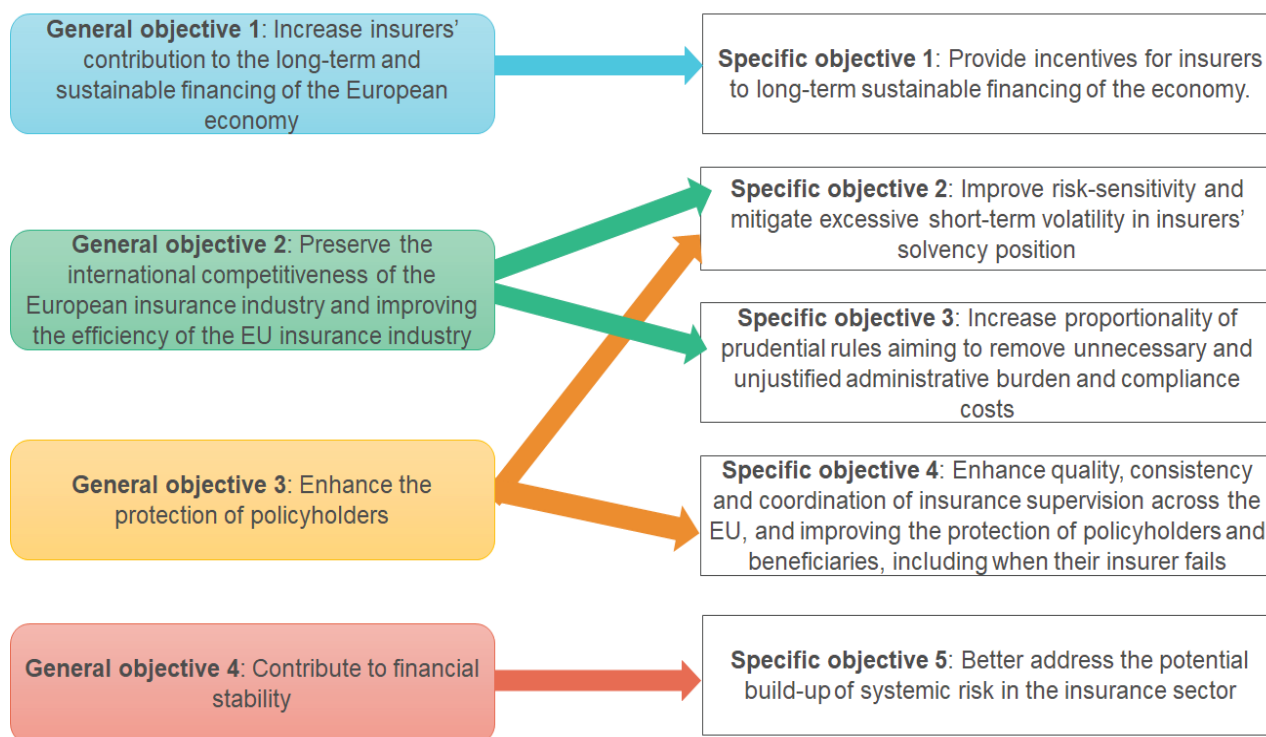 General objective 1: Increase insurers’
contribution to the long-term and
sustainable financing of the European
economy
Specific objective 1: Provide incentives for insurers
to long-term sustainable financing of the economy.
General objective 2: Preserve the
international competitiveness of the
European insurance industry and improving
the efficiency of the EU insurance industry
Specific objective 2: Improve risk-sensitivity and
mitigate excessive short-term volatility in insurers’
solvency position
Specific objective 3: Increase proportionality of
prudential rules aiming to remove unnecessary and
unjustified administrative burden and compliance
costs
General objective 3: Enhance the
protection of policyholders
Specific objective 4: Enhance quality, consistency
and coordination of insurance supervision across the
EU, and improving the protection of policyholders and
beneficiaries, including when their insurer fails
General objective 4: Contribute to financial
stability
Specific objective 5: Better address the potential
build-up of systemic risk in the insurance sector